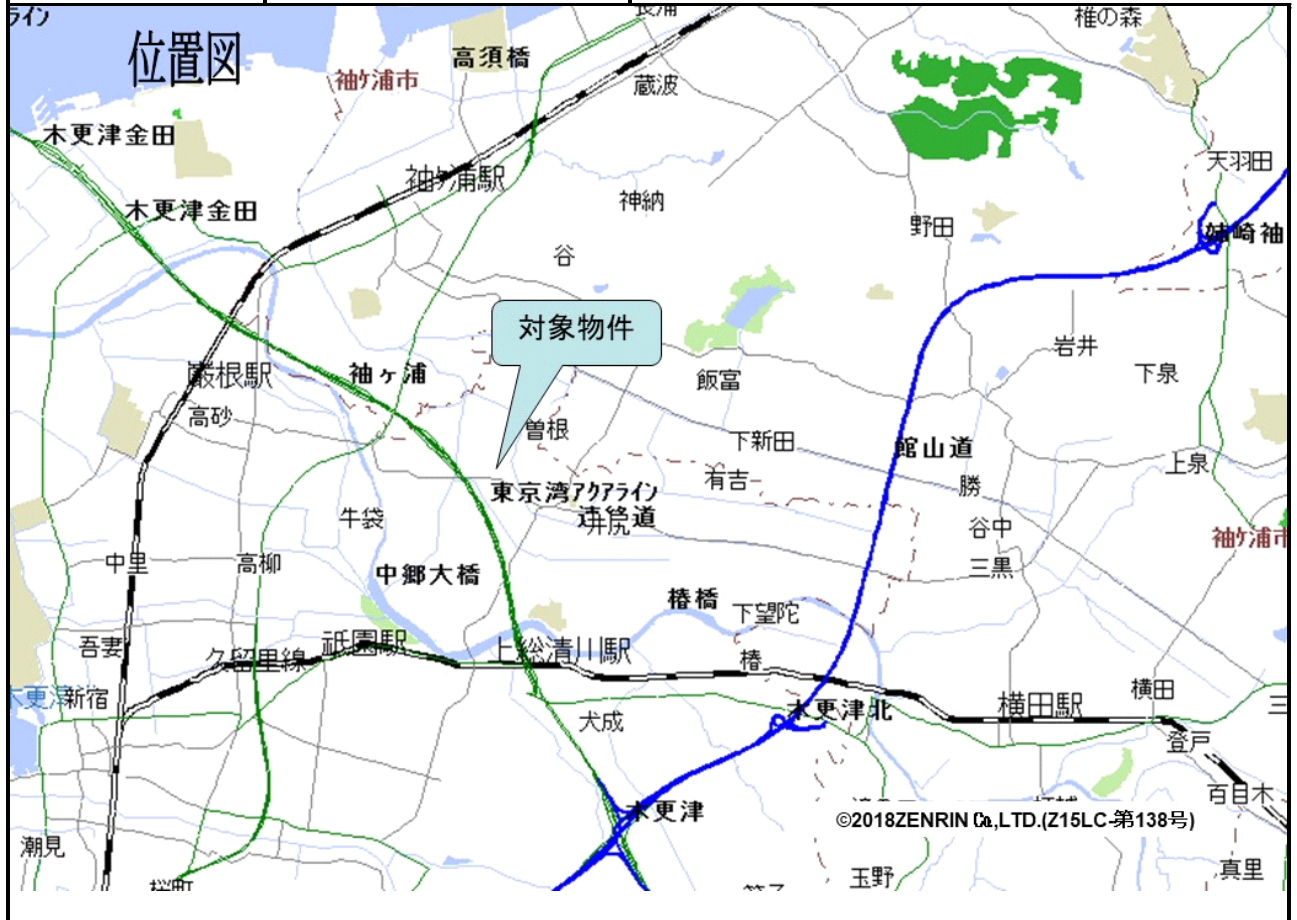 位置図
椎の森
高須橋
袖ケ浦市
蔵波
木更津金田
天羽田
袖ケ浦駅
神納
木更津金田
野田
谷
対象物件
岩井
巌根駅
袖ヶ浦
飯富
下泉
高砂
曽根
下新田
館山道
上泉
有吉
勝
東京湾アクアライン
連絡道
牛袋
井尻
谷中
袖ケ浦市
中里
高柳
中郷大橋
三黒
椿橋
下望陀
吾妻
久留里線
祇園駅
上総清川駅
椿
新宿
横田駅
横田
木更津北
犬成
登戸
百目木
木更津
©2018ZENRIN Co,LTD.(Z15LC-第138号)
潮見
玉野
真里